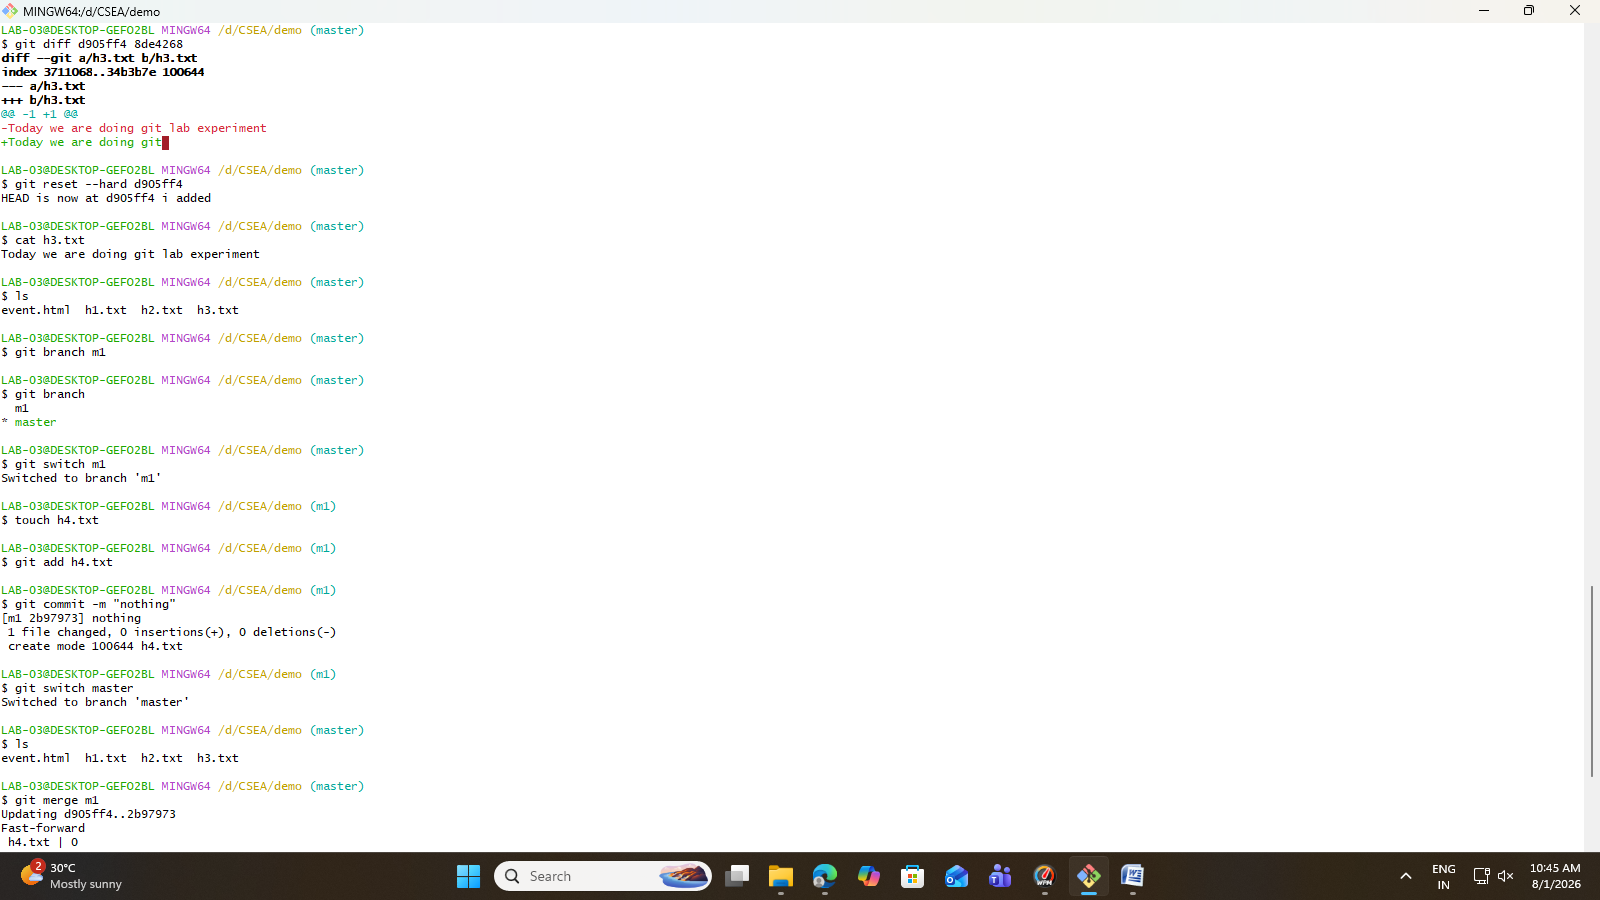 MINGW64:/d/CSEA/demo
LAB-03@DESKTOP-GEFO2BL MINGW64 /d/CSEA/demo (master)
$ git diff d905ff4 8de4268
diff --git a/h3.txt b/h3.txt
index 3711068..34b3b7e 100644
--- a/h3.txt
+++ b/h3.txt
@@ -1 +1 @@
-Today we are doing git lab experiment
+Today we are doing git
LAB-03@DESKTOP-GEFO2BL MINGW64 /d/CSEA/demo (master)
$ git reset --hard d905ff4
HEAD is now at d905ff4 i added
LAB-03@DESKTOP-GEFO2BL MINGW64 /d/CSEA/demo (master)
$ cat h3.txt
Today we are doing git lab experiment
LAB-03@DESKTOP-GEFO2BL MINGW64 /d/CSEA/demo (master)
$ ls
event.html  h1.txt  h2.txt  h3.txt
LAB-03@DESKTOP-GEFO2BL MINGW64 /d/CSEA/demo (master)
$ git branch m1
LAB-03@DESKTOP-GEFO2BL MINGW64 /d/CSEA/demo (master)
$ git branch
  m1
* master
LAB-03@DESKTOP-GEFO2BL MINGW64 /d/CSEA/demo (master)
$ git switch m1
Switched to branch 'm1'
LAB-03@DESKTOP-GEFO2BL MINGW64 /d/CSEA/demo (m1)
$ touch h4.txt
LAB-03@DESKTOP-GEFO2BL MINGW64 /d/CSEA/demo (m1)
$ git add h4.txt
LAB-03@DESKTOP-GEFO2BL MINGW64 /d/CSEA/demo (m1)
$ git commit -m "nothing"
[m1 2b97973] nothing
 1 file changed, 0 insertions(+), 0 deletions(-)
 create mode 100644 h4.txt
LAB-03@DESKTOP-GEFO2BL MINGW64 /d/CSEA/demo (m1)
$ git switch master
Switched to branch 'master'
LAB-03@DESKTOP-GEFO2BL MINGW64 /d/CSEA/demo (master)
$ ls
event.html  h1.txt  h2.txt  h3.txt
LAB-03@DESKTOP-GEFO2BL MINGW64 /d/CSEA/demo (master)
$ git merge m1
Updating d905ff4..2b97973
Fast-forward
 h4.txt | 0
2
30°C
Mostly sunny
Search
WFM
ENG
IN
10:45 AM
8/1/2026